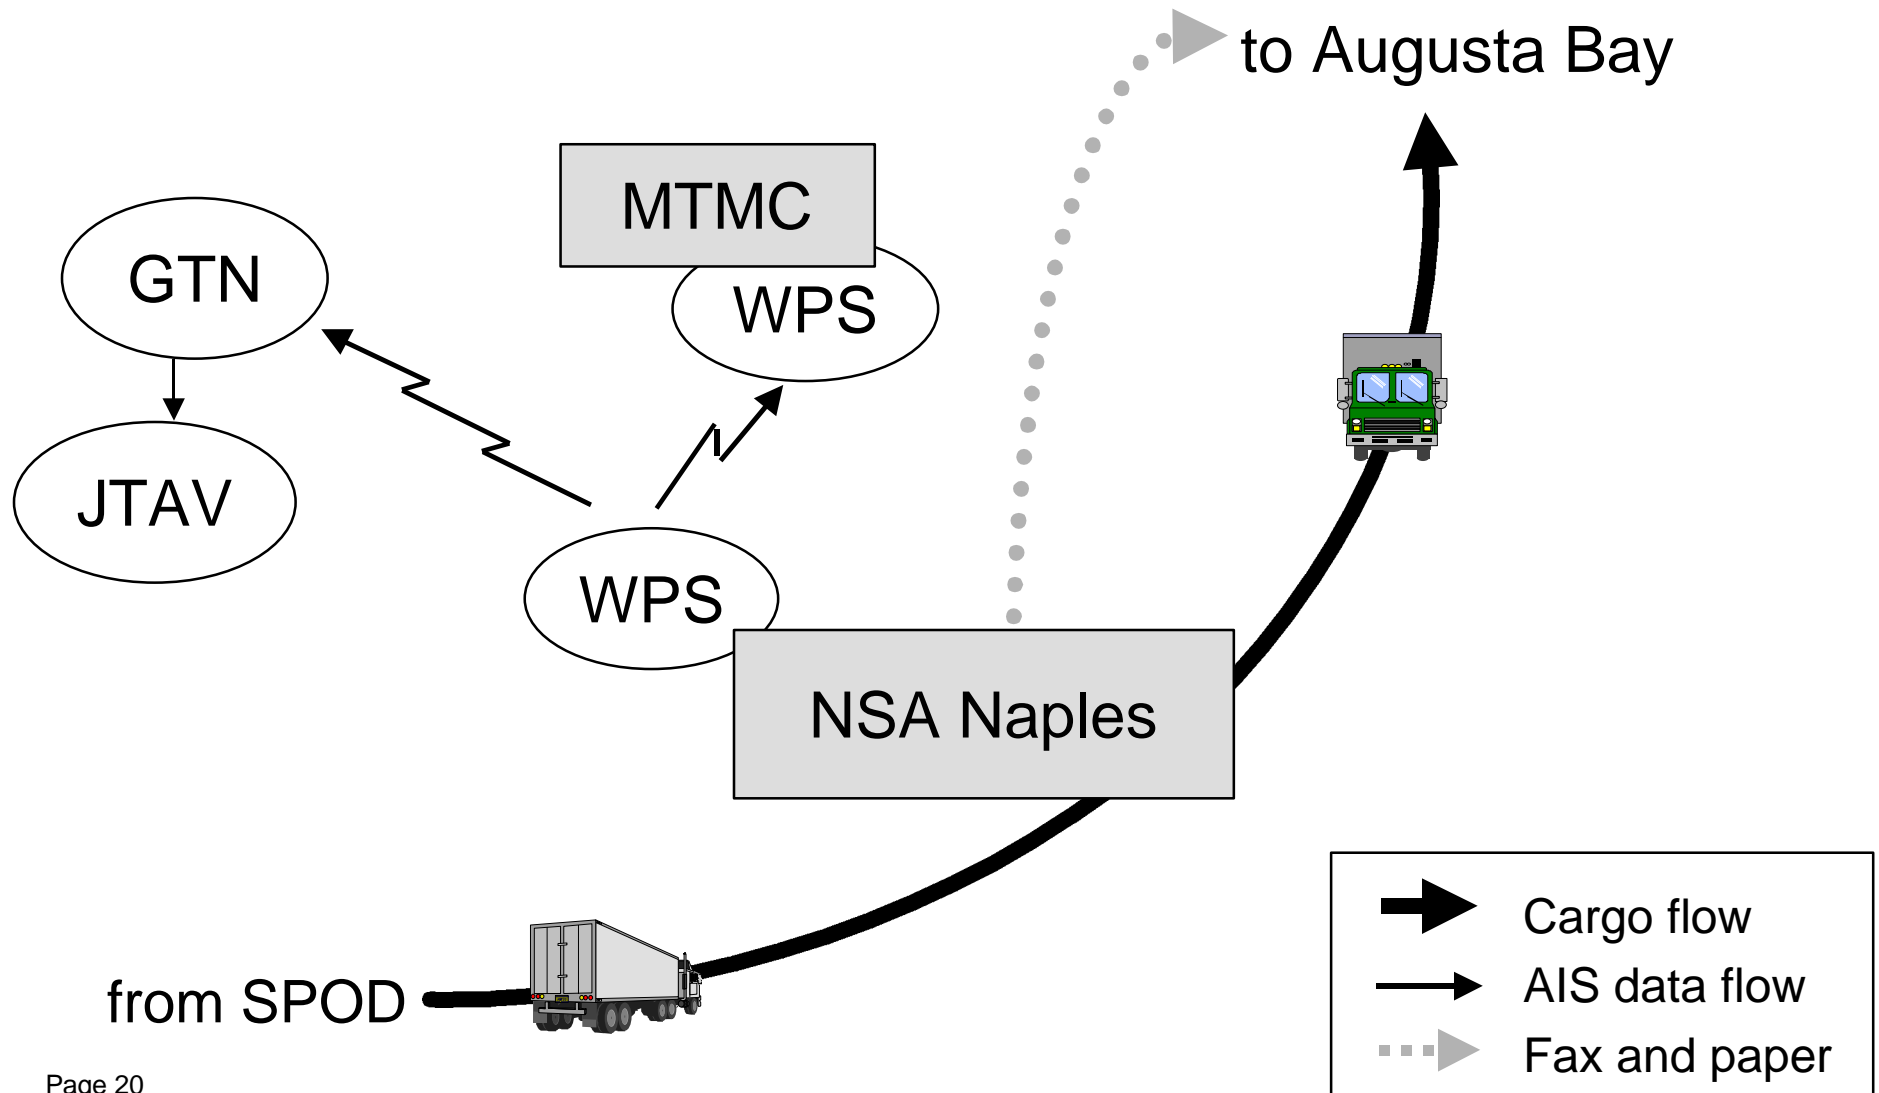 to Augusta Bay
MTMC
GTN
WPS
JTAV
WPS
NSA Naples
from SPOD
Cargo flow
AIS data flow
Fax and paper
Page 20